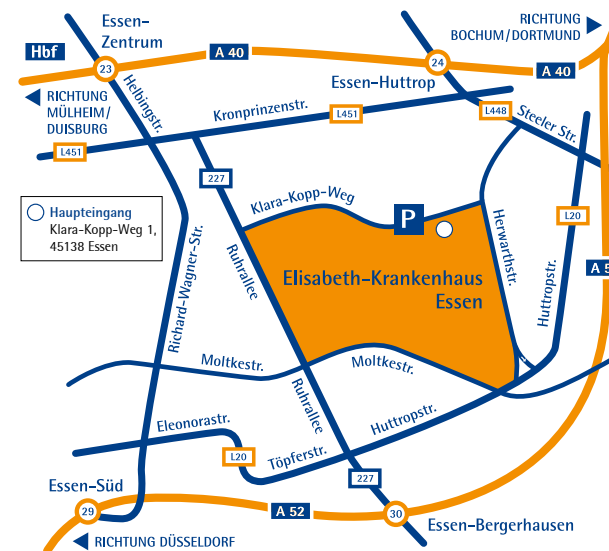 Essen-
Zentrum
RICHTUNG
BOCHUM/DORTMUND
Hbf
A 40
23
24
A 40
Essen-Huttrop
RICHTUNG
MÜLHEIM/
DUISBURG
Helbingstr.
Kronprinzenstr.
L451
L448
Steeler Str.
L451
227
Klara-Kopp-Weg
P
L20
Haupteingang
Klara-Kopp-Weg 1,
45138 Essen
Richard-Wagner-Str.
Ruhrallee
Herwarthstr.
Huttropstr.
Elisabeth-Krankenhaus
Essen
A 5
Moltkestr.
Moltkestr.
Ruhrallee
Eleonorastr.
Huttropstr.
L20
Töpferstr.
227
Essen-Süd
29
A 52
30
Essen-Bergerhausen
RICHTUNG DÜSSELDORF